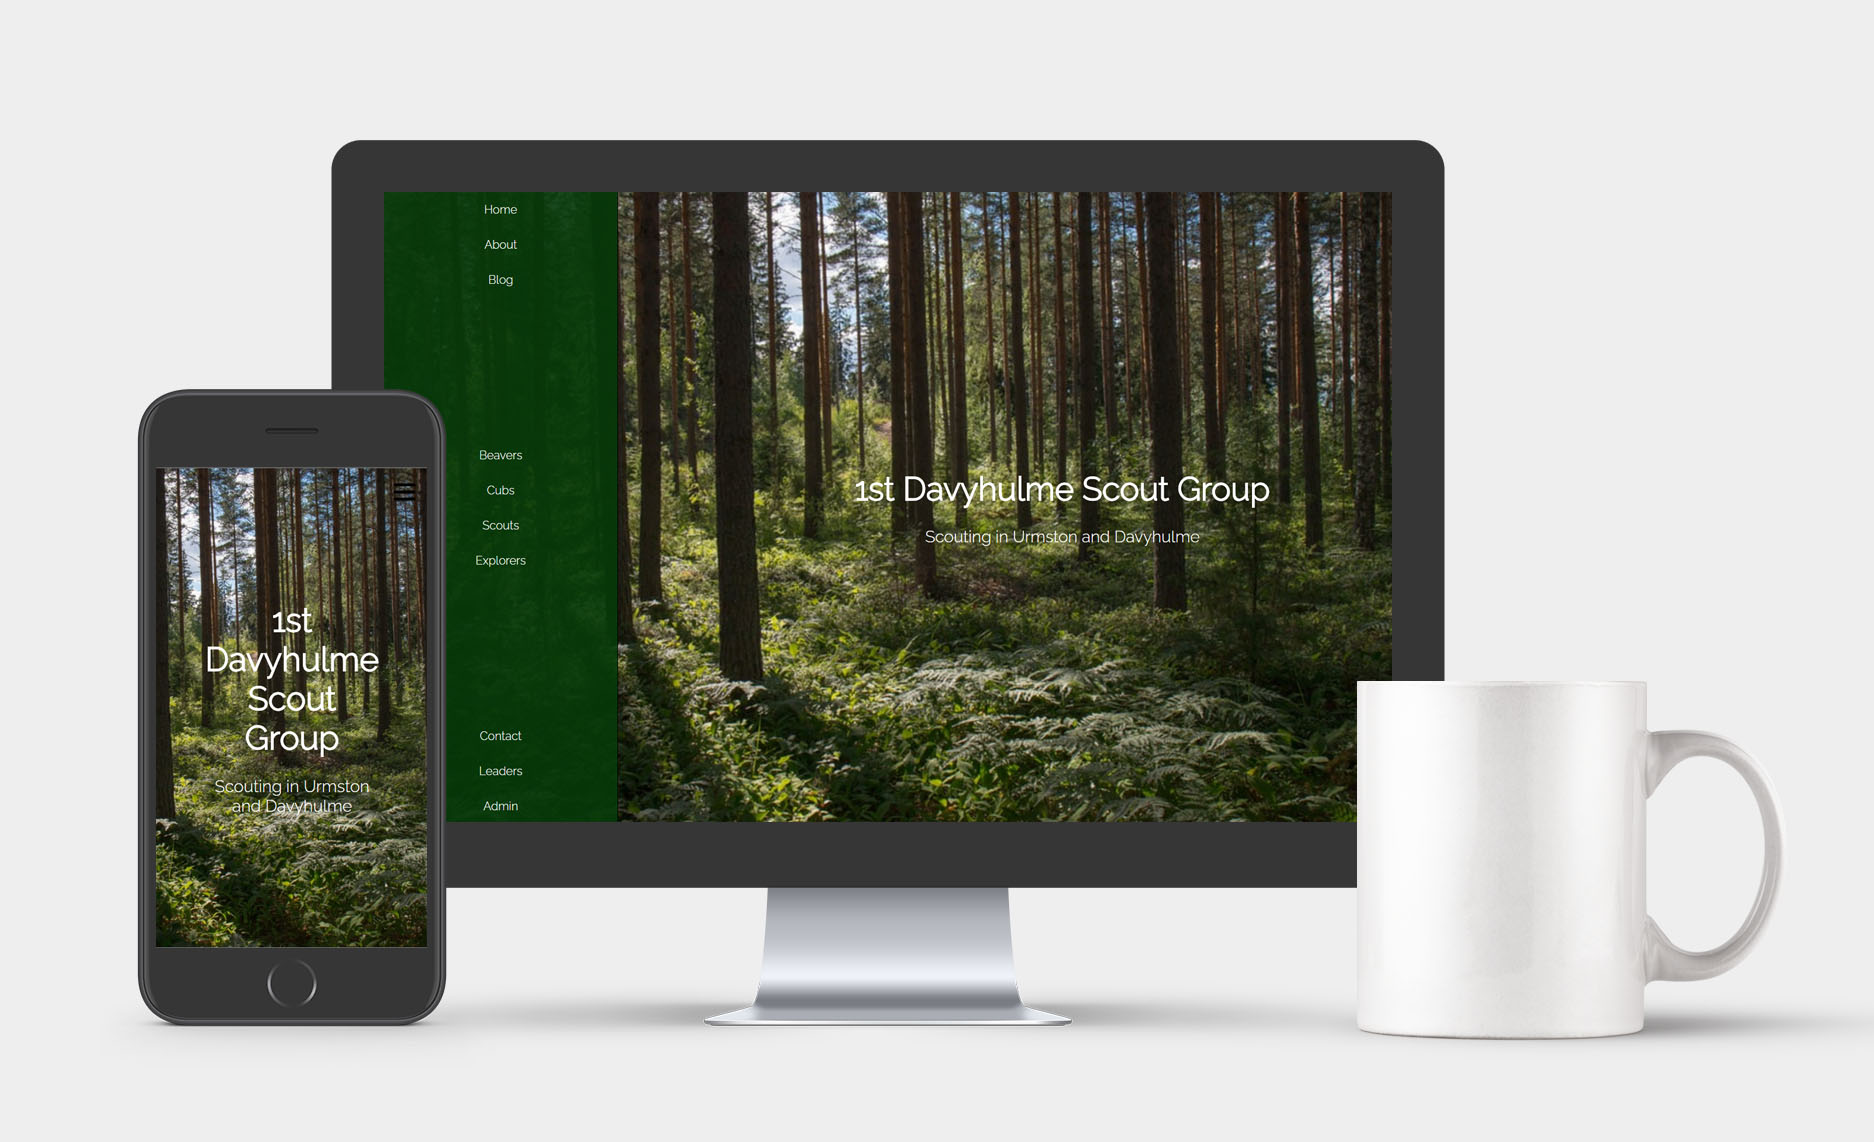 Home
About
Blog
Beavers
Cubs
Scouts
Explorers
Contact
Leaders
Admin
1st Davyhulme Scout Group
Scouting in Urmston and Davyhulme
1st
Davyhulme
Scout
Group
Scouting in Urmston
and Davyhulme